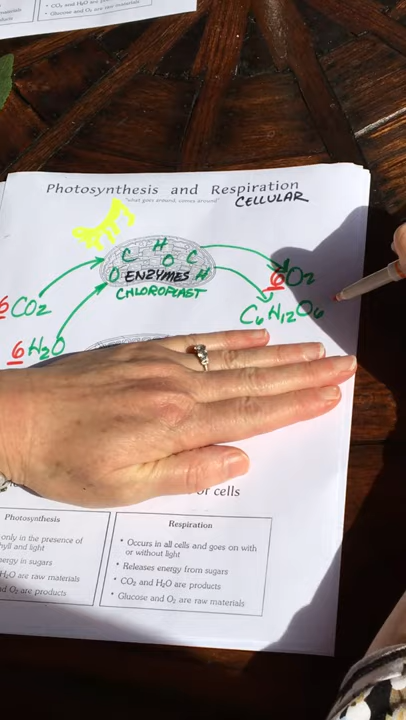 CO₂ and H₂O are products
Glucose and O₂ are raw materials
Photosynthesis and Respiration
"what goes around, comes around"
CELLULAR
C H O C
O ENZYMES H
CHLOROPLAST
6 CO₂
6 H₂O
6 O₂
C₆H₁₂O₆
of cells
Photosynthesis
only in the presence of
hyll and light
energy in sugars
H₂O are raw materials
nd O₂ are products
Respiration
• Occurs in all cells and goes on with
or without light
• Releases energy from sugars
• CO₂ and H₂O are products
• Glucose and O₂ are raw materials